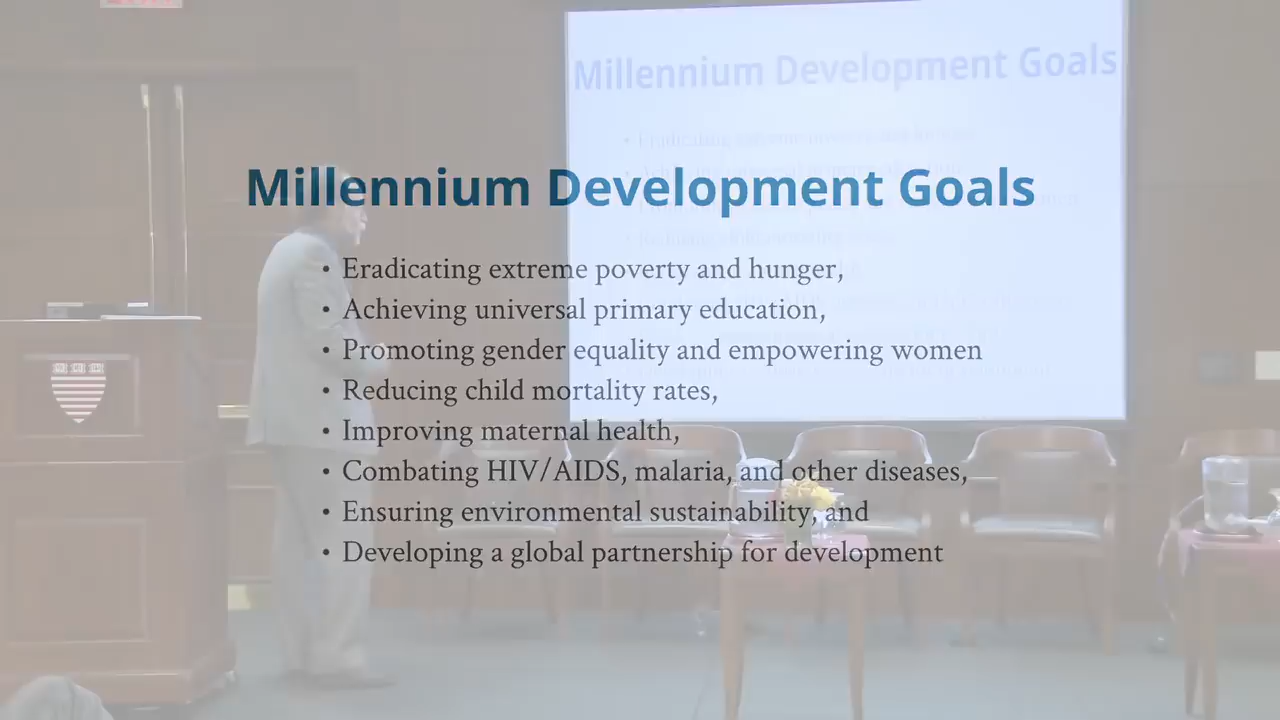 Millennium Development Goals
Millennium Development Goals
• Eradicating extreme poverty and hunger,
• Achieving universal primary education,
• Promoting gender equality and empowering women
• Reducing child mortality rates,
• Improving maternal health,
• Combating HIV/AIDS, malaria, and other diseases,
• Ensuring environmental sustainability, and
• Developing a global partnership for development